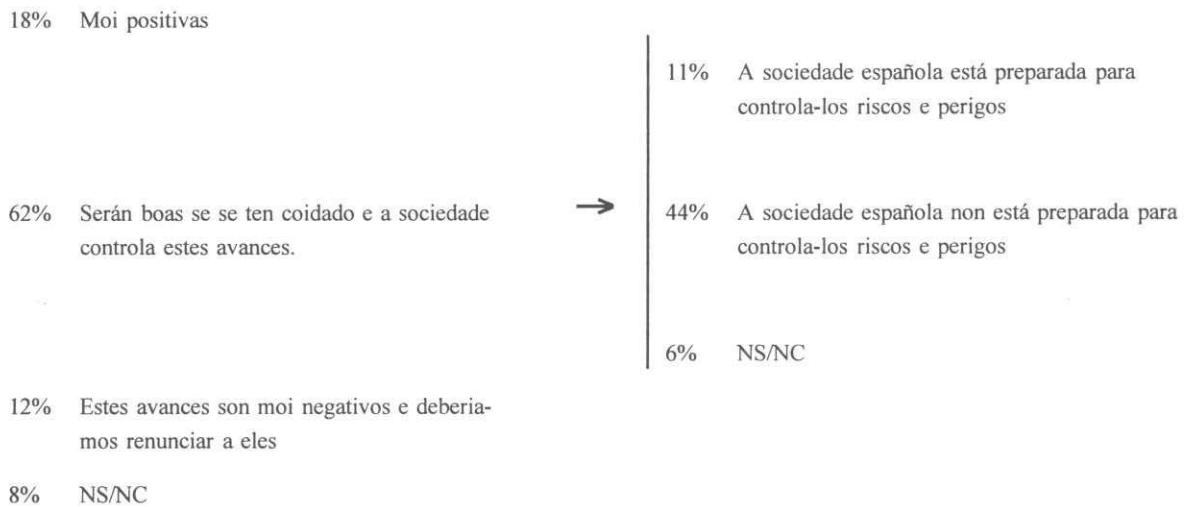 18% Moi positivas
11% A sociedade española está preparada para
controla-los riscos e perigos
62% Serán boas se se ten coidado e a sociedade
controla estes avances.
→
44% A sociedade española non está preparada para
controla-los riscos e perigos
6% NS/NC
12% Estes avances son moi negativos e deberia-
mos renunciar a eles
8% NS/NC